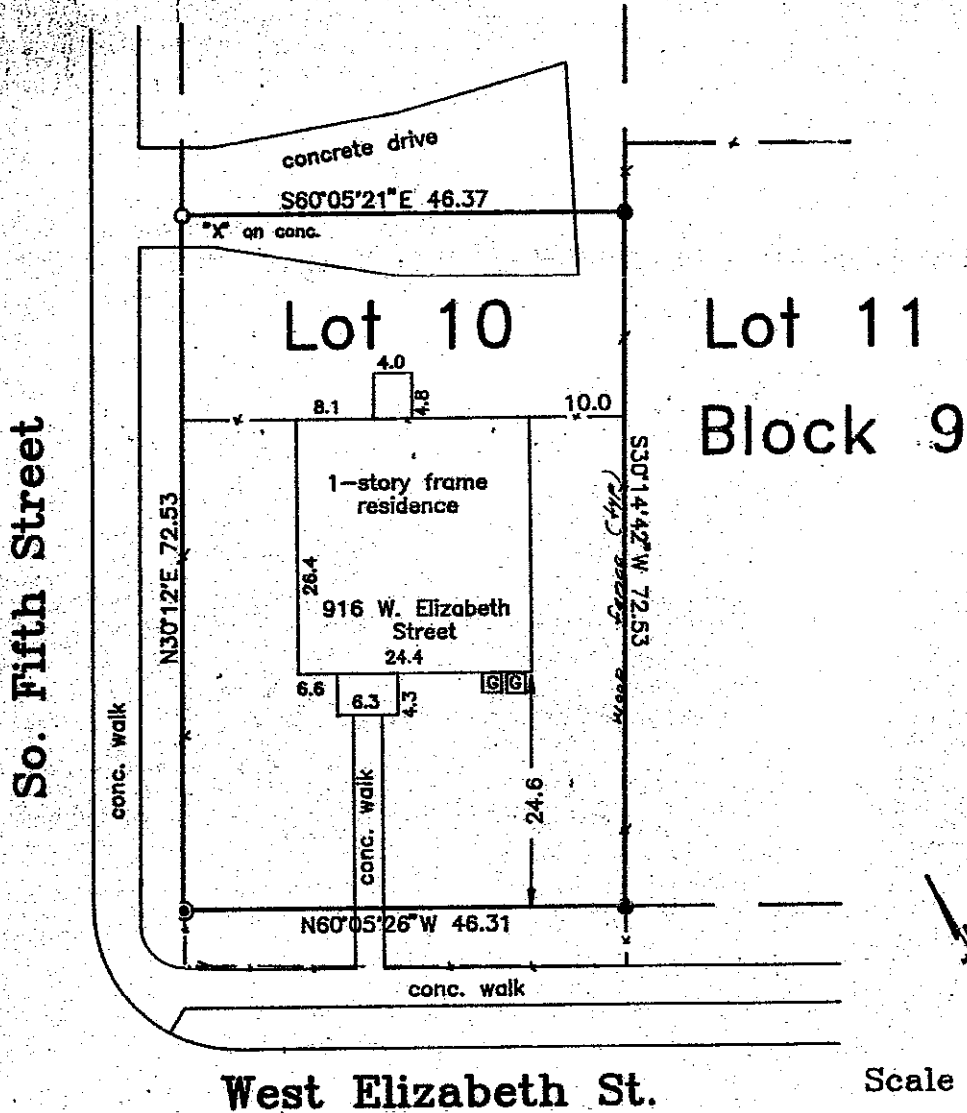 concrete drive
S60°05'21"E 46.37
"X" on conc.
Lot 10
Lot 11
Block 9
4.0
8.1
4.8
10.0
1-story frame
residence
So. Fifth Street
N30°12'E 72.53
S30°14'42"W 72.53
wood fence (typ)
26.4
916 W. Elizabeth
Street
24.4
G G
6.6
6.3
4.3
conc. walk
conc. walk
24.6
N60°05'26"W 46.31
conc. walk
West Elizabeth St.
Scale